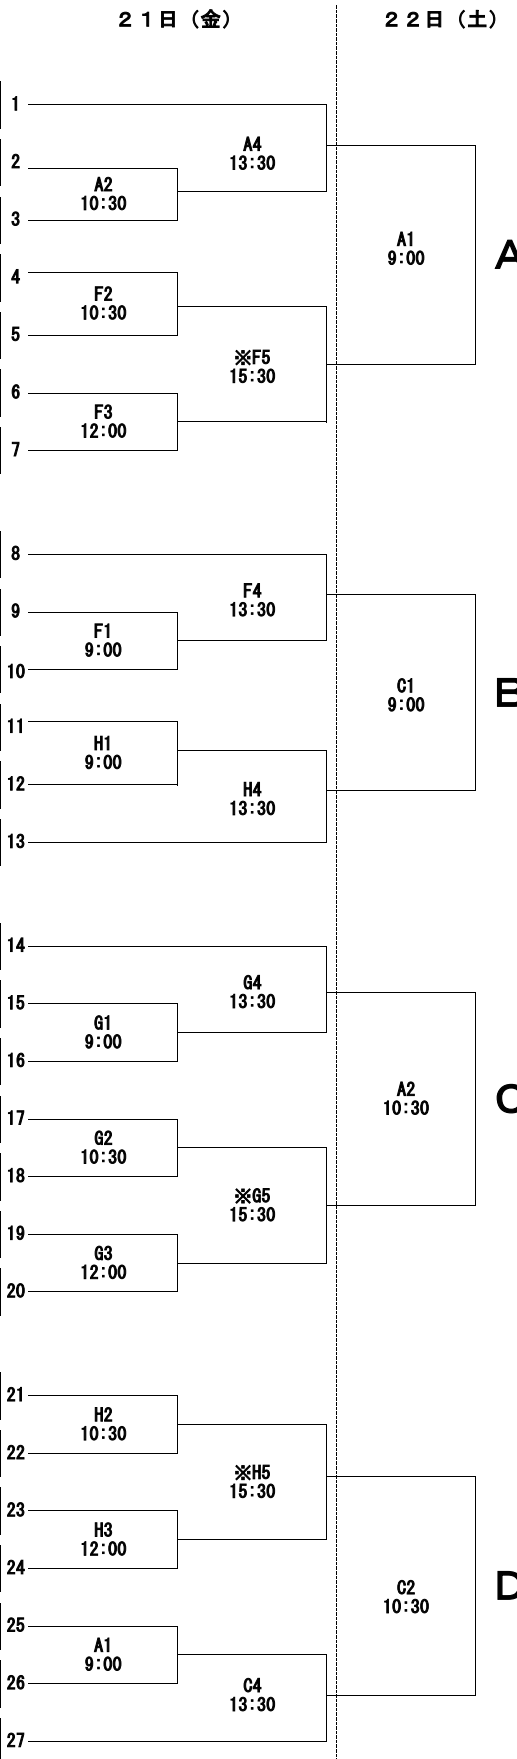 ２１日（金）
２２日（土）
1
A4
13:30
2
A2
10:30
3
A1
9:00
A
4
F2
10:30
5
※F5
15:30
6
F3
12:00
7
8
F4
13:30
9
F1
9:00
10
C1
9:00
B
11
H1
9:00
12
H4
13:30
13
14
G4
13:30
15
G1
9:00
16
A2
10:30
C
17
G2
10:30
18
※G5
15:30
19
G3
12:00
20
21
H2
10:30
22
※H5
15:30
23
H3
12:00
24
C2
10:30
D
25
A1
9:00
26
C4
13:30
27